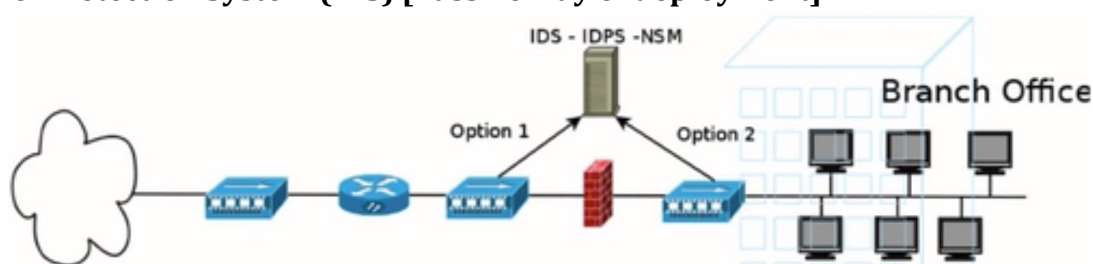 IDS - IDPS -NSM
Branch Office
Option 1
Option 2